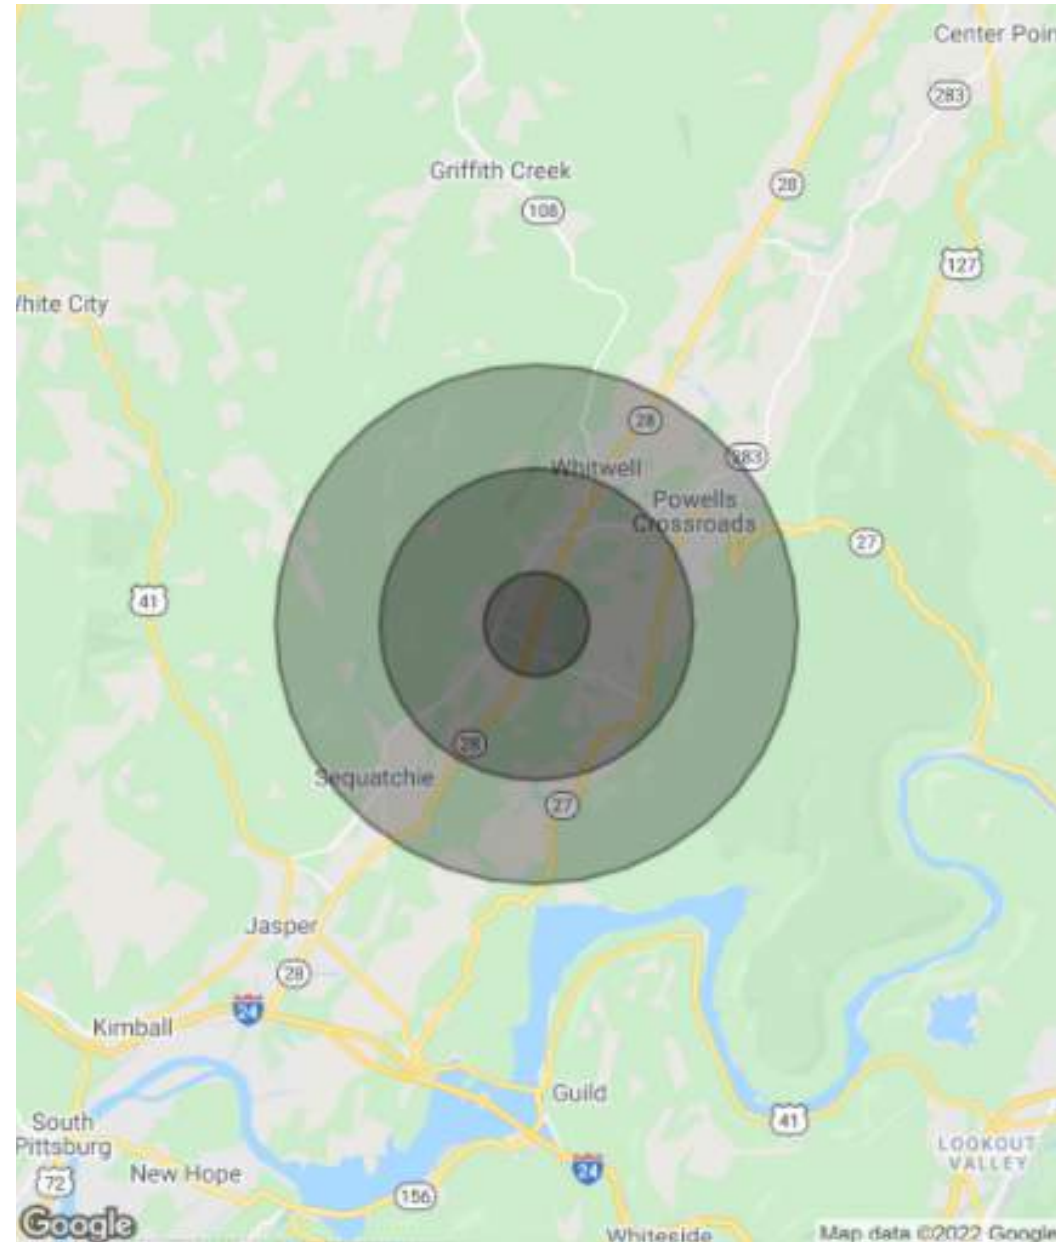 Center Poin
283
Griffith Creek
28
108
127
hite City
28
Whitwell
283
Powells
Crossroads
27
41
28
Sequatchie
27
Jasper
28
24
Kimball
Guild
South
Pittsburg
41
LOOKOUT
VALLEY
New Hope
24
72
156
Google
Whiteside
Map data ©2022 Google